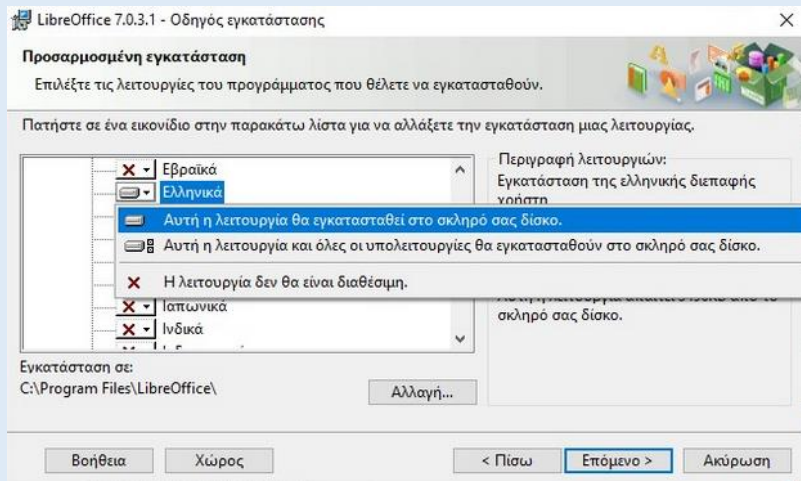 LibreOffice 7.0.3.1 - Οδηγός εγκατάστασης
Προσαρμοσμένη εγκατάσταση
Επιλέξτε τις λειτουργίες του προγράμματος που θέλετε να εγκατασταθούν.
Πατήστε σε ένα εικονίδιο στην παρακάτω λίστα για να αλλάξετε την εγκατάσταση μιας λειτουργίας.
Εβραϊκά
Ελληνικά
Περιγραφή λειτουργιών:
Εγκατάσταση της ελληνικής διεπαφής
χρήστη
Αυτή η λειτουργία θα εγκατασταθεί στο σκληρό σας δίσκο.
Αυτή η λειτουργία και όλες οι υπολειτουργίες θα εγκατασταθούν στο σκληρό σας δίσκο.
Η λειτουργία δεν θα είναι διαθέσιμη.
Ιαπωνικά
Ινδικά
σκληρό σας δίσκο.
Εγκατάσταση σε:
C:\Program Files\LibreOffice\
Αλλαγή...
Βοήθεια
Χώρος
< Πίσω
Επόμενο >
Ακύρωση